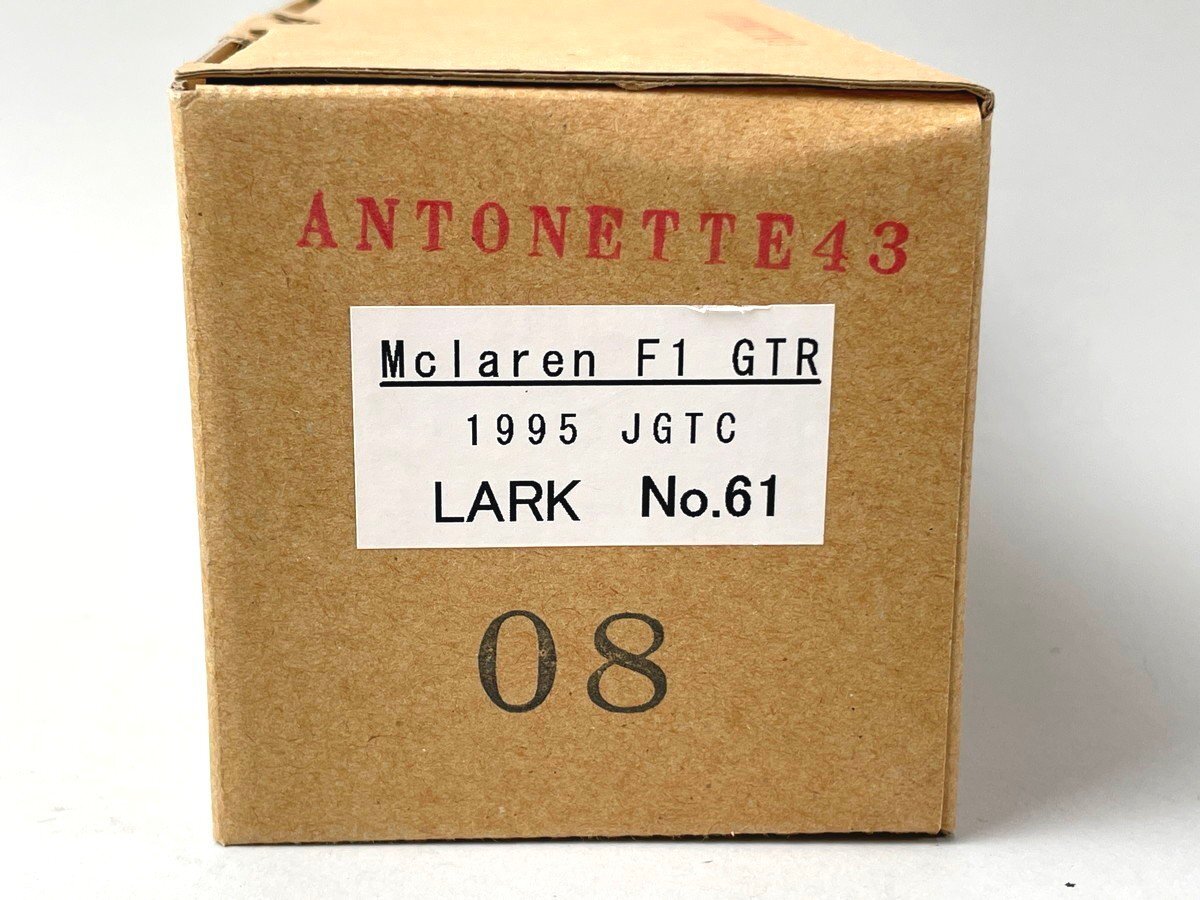 ANTONETTE43
Mclaren F1 GTR
1995 JGTC
LARK No.61
08